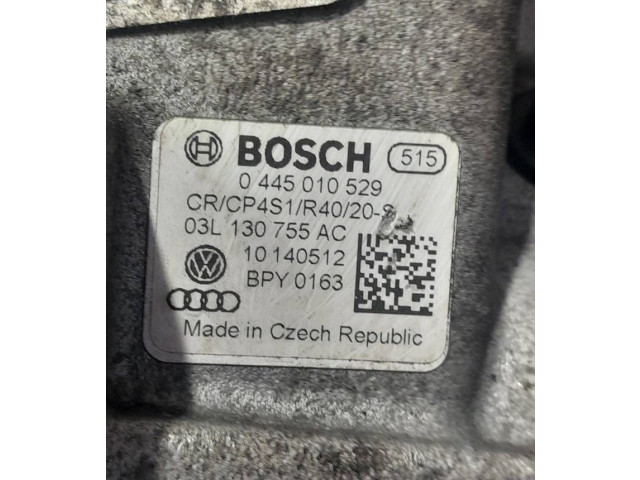 BOSCH 515
0 445 010 529
CR/CP4S1/R40/20-S
03L 130 755 AC
10 140512
BPY 0163
Made in Czech Republic